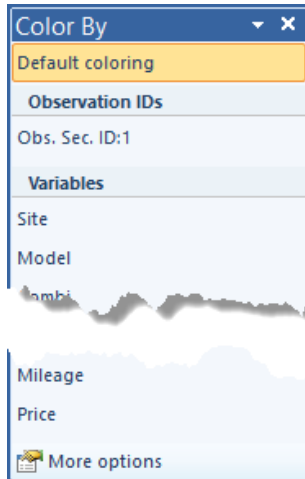 Color By
Default coloring
Observation IDs
Obs. Sec. ID:1
Variables
Site
Model
Mileage
Price
More options